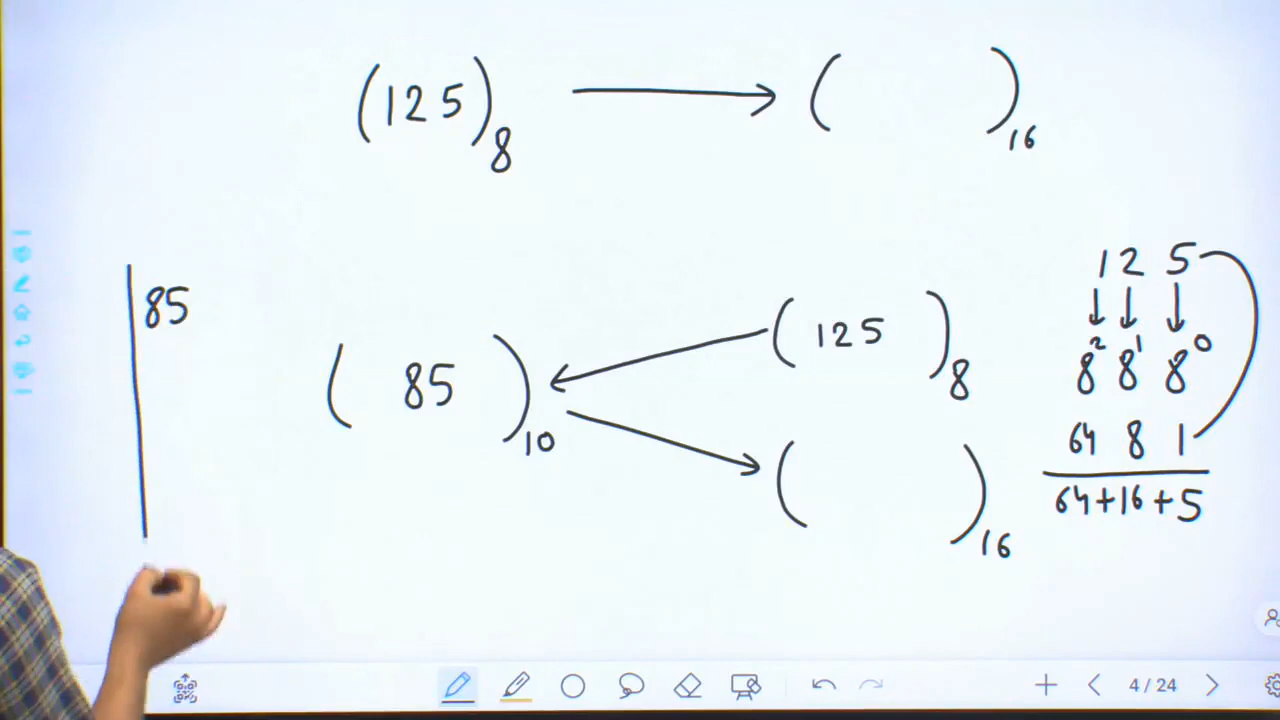 (125)₈ → (      )₁₆
85
( 85 )₁₀
( 125 )₈
(      )₁₆
1 2 5
↓ ↓ ↓
8² 8¹ 8⁰
64 8 1
64+16+5
4 / 24